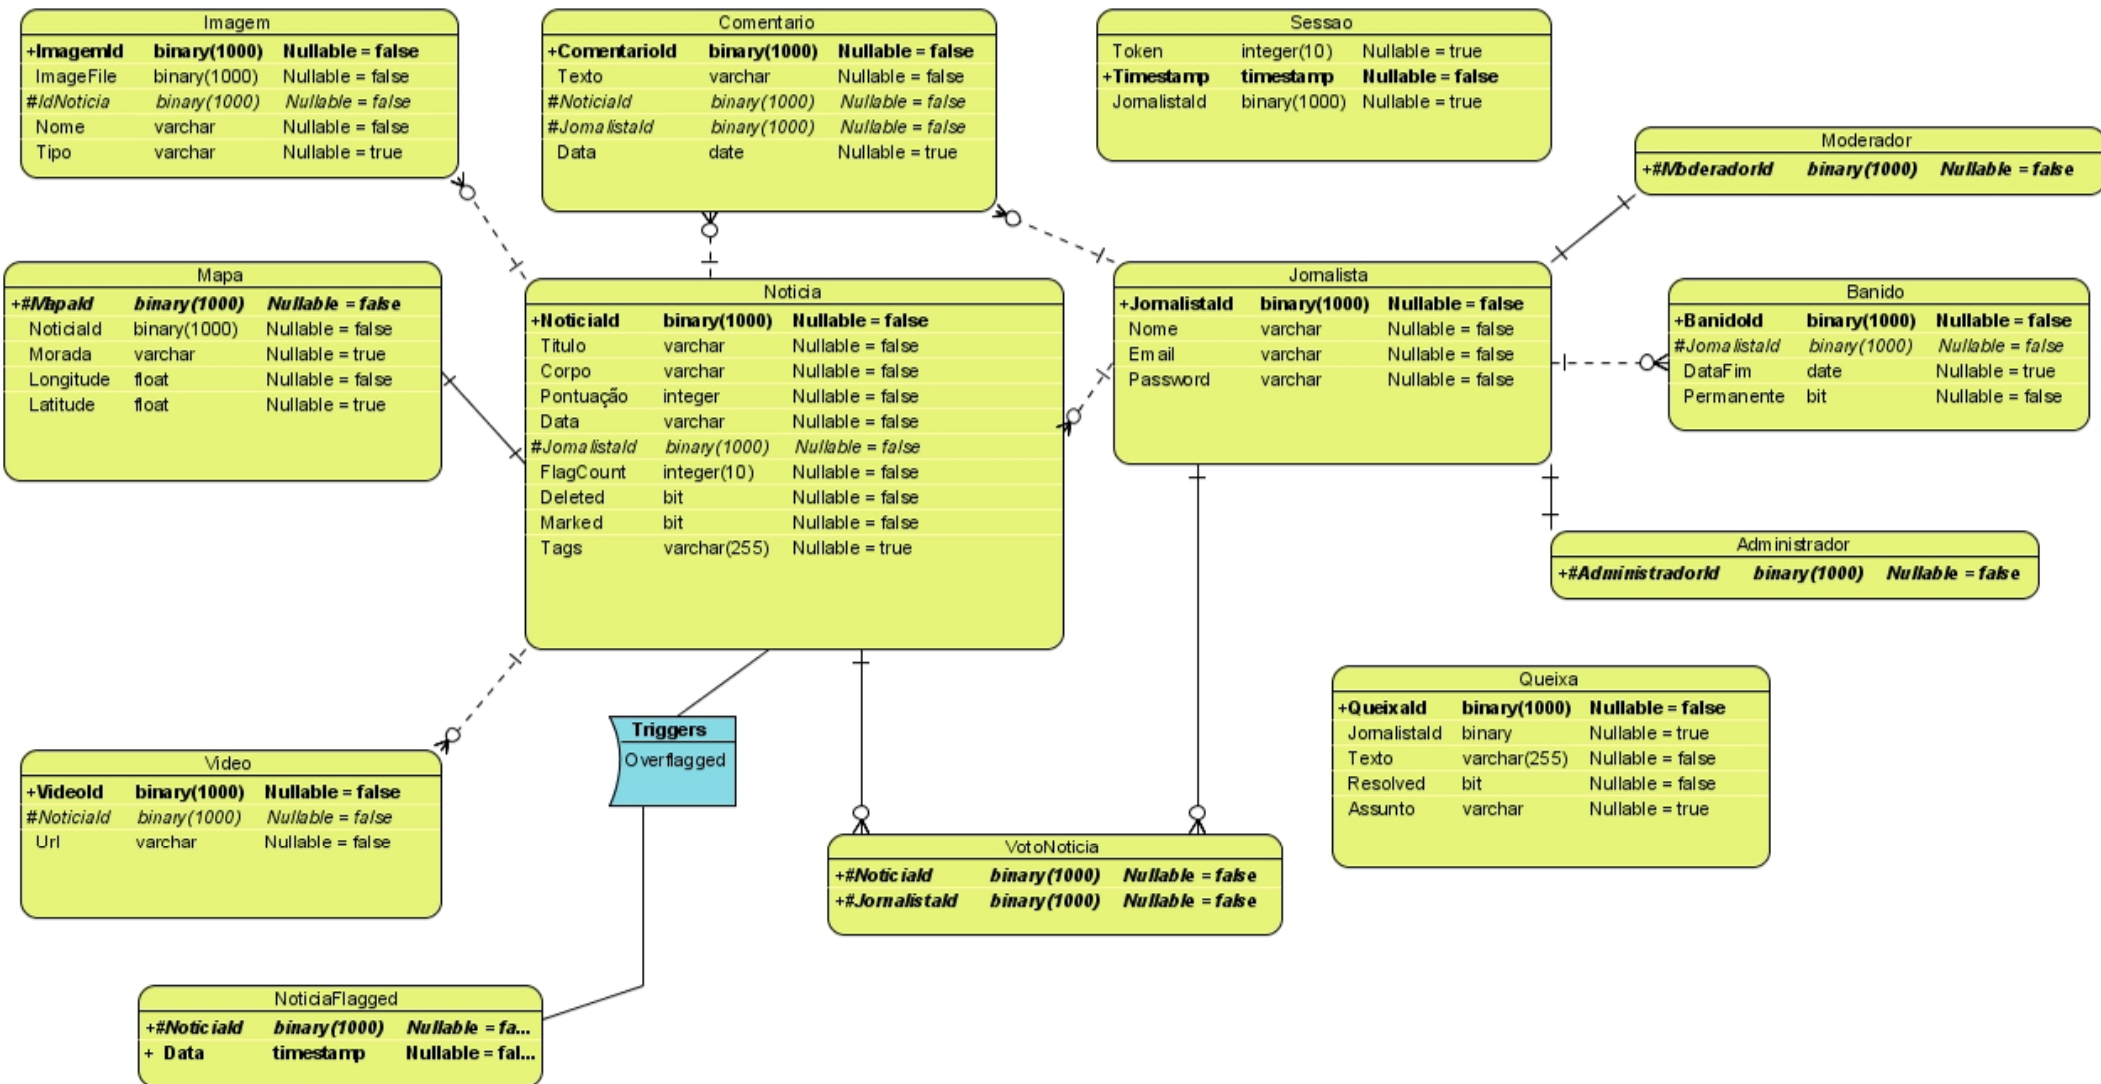 Imagem
+ImagemId binary(1000) Nullable = false
ImageFile binary(1000) Nullable = false
#IdNoticia binary(1000) Nullable = false
Nome varchar Nullable = false
Tipo varchar Nullable = true
Comentario
+ComentarioId binary(1000) Nullable = false
Texto varchar Nullable = false
#NoticiaId binary(1000) Nullable = false
#JornalistaId binary(1000) Nullable = false
Data date Nullable = true
Sessao
Token integer(10) Nullable = true
+Timestamp timestamp Nullable = false
JornalistaId binary(1000) Nullable = true
Moderador
+#ModeradorId binary(1000) Nullable = false
Mapa
+#MapaId binary(1000) Nullable = false
NoticiaId binary(1000) Nullable = false
Morada varchar Nullable = true
Longitude float Nullable = false
Latitude float Nullable = true
Noticia
+NoticiaId binary(1000) Nullable = false
Titulo varchar Nullable = false
Corpo varchar Nullable = false
Pontuação integer Nullable = false
Data varchar Nullable = false
#JornalistaId binary(1000) Nullable = false
FlagCount integer(10) Nullable = false
Deleted bit Nullable = false
Marked bit Nullable = false
Tags varchar(255) Nullable = true
Jornalista
+JornalistaId binary(1000) Nullable = false
Nome varchar Nullable = false
Email varchar Nullable = false
Password varchar Nullable = false
Banido
+BanidoId binary(1000) Nullable = false
#JornalistaId binary(1000) Nullable = false
DataFim date Nullable = true
Permanente bit Nullable = false
Administrador
+#AdministradorId binary(1000) Nullable = false
Queixa
+QueixaId binary(1000) Nullable = false
JornalistaId binary Nullable = true
Texto varchar(255) Nullable = false
Resolved bit Nullable = false
Assunto varchar Nullable = true
Triggers
Overflagged
Video
+VideoId binary(1000) Nullable = false
#NoticiaId binary(1000) Nullable = false
Url varchar Nullable = false
VotoNoticia
+#NoticiaId binary(1000) Nullable = false
+#JornalistaId binary(1000) Nullable = false
NoticiaFlagged
+#NoticiaId binary(1000) Nullable = fa...
+ Data timestamp Nullable = fal...